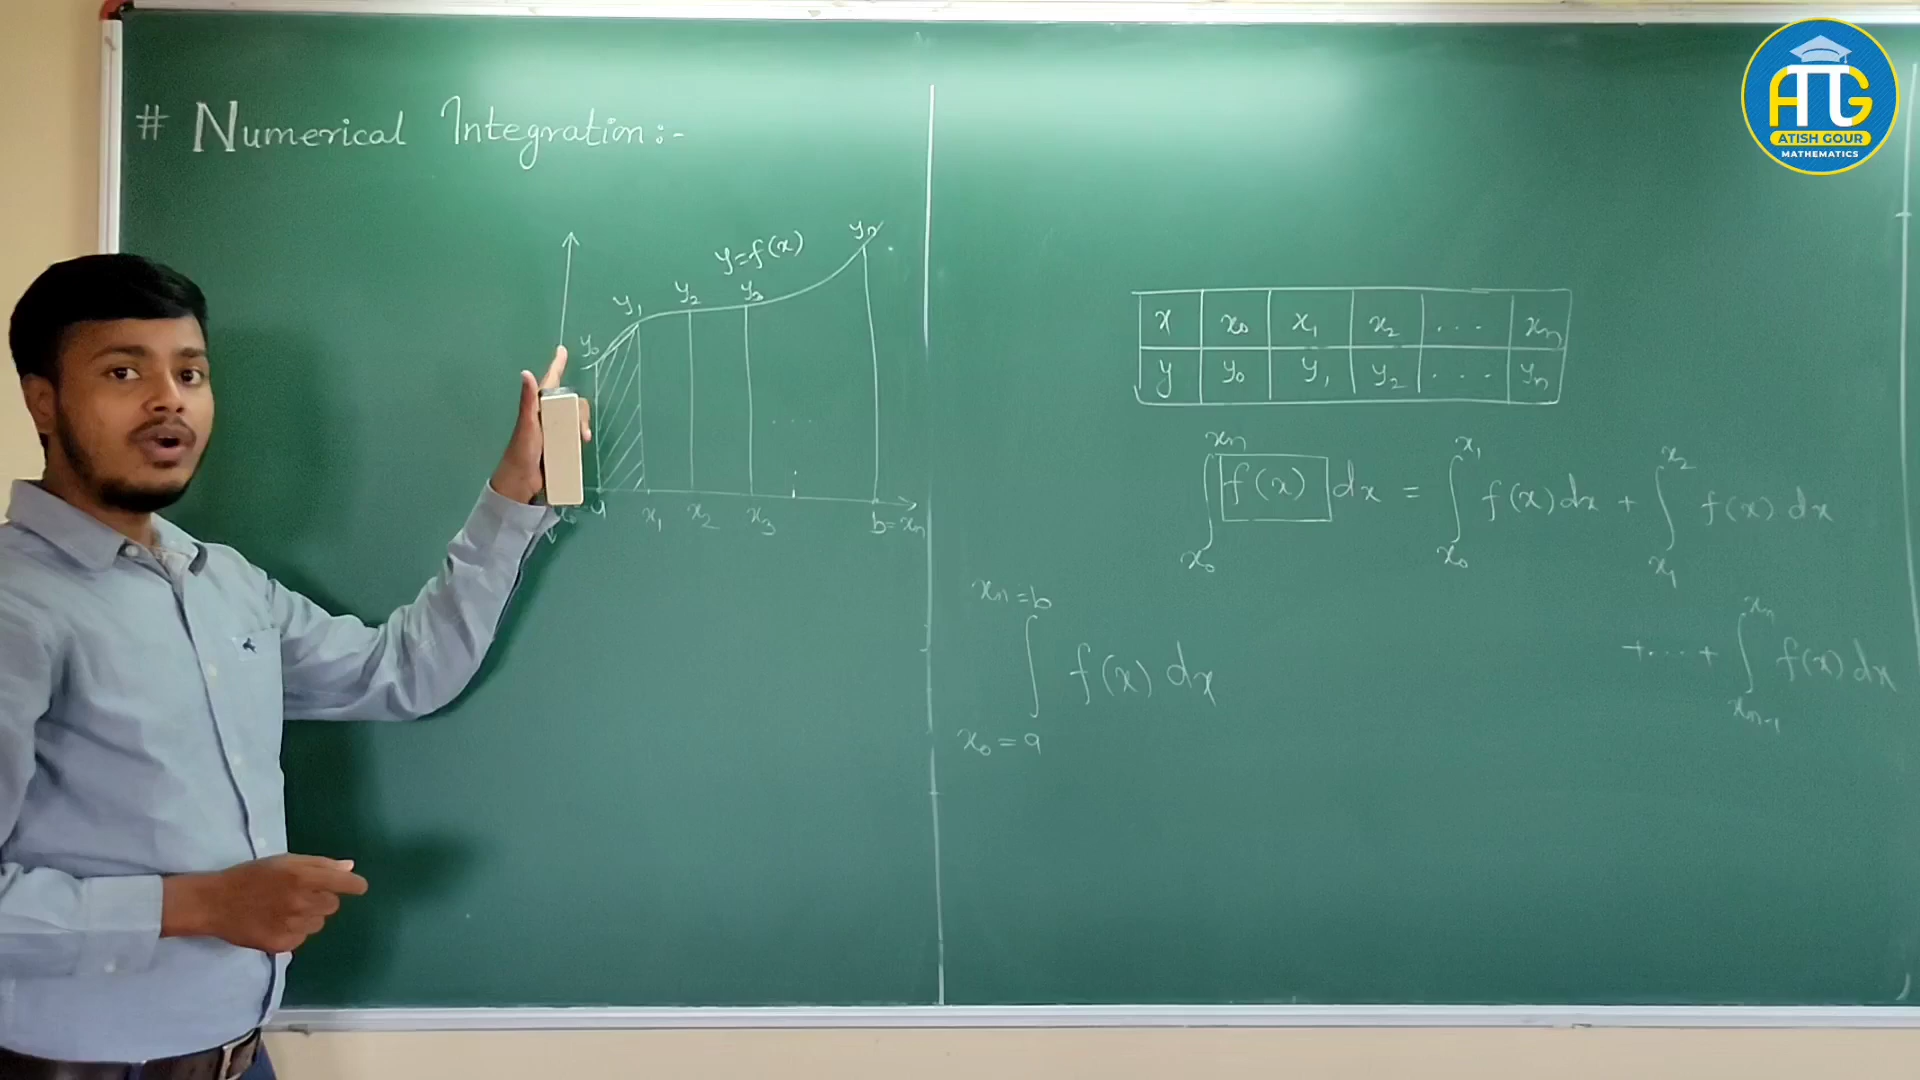 # Numerical Integration:-
y=f(x)
y₀ y₁ y₂ y₃ yₙ
....
a x₁ x₂ x₃ b=xₙ
x x₀ x₁ x₂ ... xₙ
y y₀ y₁ y₂ ... yₙ
∫_{x₀}^{xₙ} f(x) dx = ∫_{x₀}^{x₁} f(x) dx + ∫_{x₁}^{x₂} f(x) dx
+...+ ∫_{xₙ₋₁}^{xₙ} f(x) dx
∫_{x₀=a}^{xₙ=b} f(x) dx
AπG
ATISH GOUR
MATHEMATICS